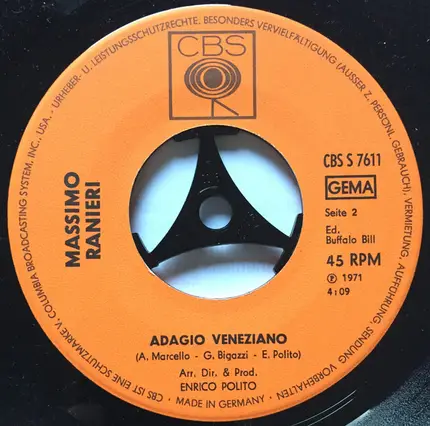 CBS
MASSIMO
RANIERI
CBS S 7611
GEMA
Seite 2
Ed.
Buffalo Bill
45 RPM
℗ 1971
4:09
ADAGIO VENEZIANO
(A. Marcello - G. Bigazzi - E. Polito)
Arr. Dir. & Prod.
ENRICO POLITO
• MADE IN GERMANY •
CBS IST EINE SCHUTZMARKE V. COLUMBIA BROADCASTING SYSTEM, INC., USA. - URHEBER- U. LEISTUNGSSCHUTZRECHTE, BESONDERS VERVIELFÄLTIGUNG (AUSSER Z. PERSÖNL. GEBRAUCH), VERMIETUNG, AUFFÜHRUNG, SENDUNG VORBEHALTEN